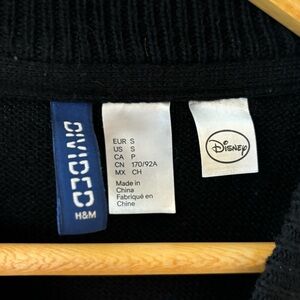 DIVIDED
H&M
EUR S
US S
CA P
CN 170/92A
MX CH
Made in
China
Fabriqué en
Chine
Disney